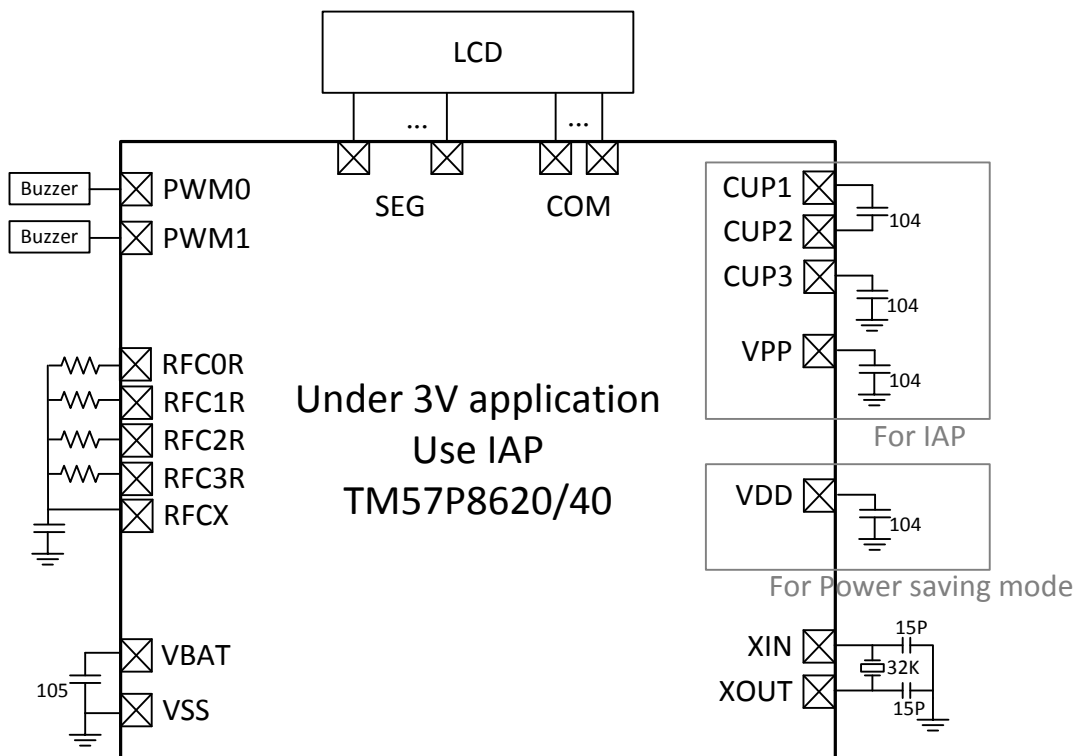 LCD
...
...
SEG
COM
Buzzer
PWM0
Buzzer
PWM1
CUP1
CUP2
104
CUP3
104
VPP
104
For IAP
RFC0R
RFC1R
RFC2R
RFC3R
RFCX
Under 3V application
Use IAP
TM57P8620/40
VDD
104
For Power saving mode
VBAT
105
VSS
XIN
XOUT
15P
32K
15P